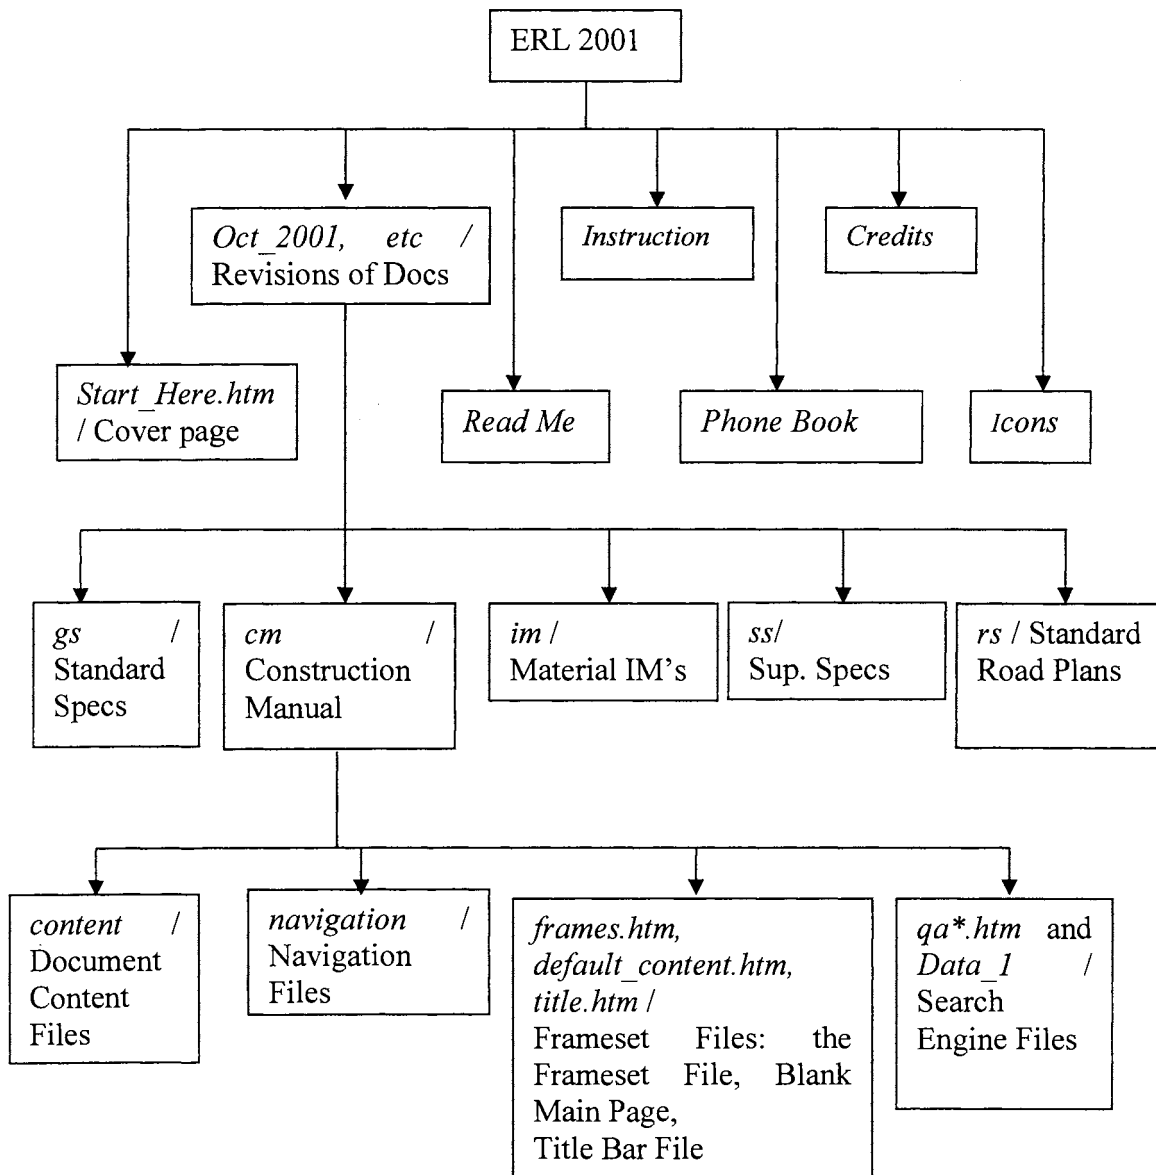 ERL 2001
Oct_2001, etc /
Revisions of Docs
Instruction
Credits
Start_Here.htm
/ Cover page
Read Me
Phone Book
Icons
gs /
Standard
Specs
cm /
Construction
Manual
im /
Material IM's
ss/
Sup. Specs
rs / Standard
Road Plans
content /
Document
Content
Files
navigation /
Navigation
Files
frames.htm,
default_content.htm,
title.htm /
Frameset Files: the
Frameset File, Blank
Main Page,
Title Bar File
qa*.htm and
Data_1 /
Search
Engine Files